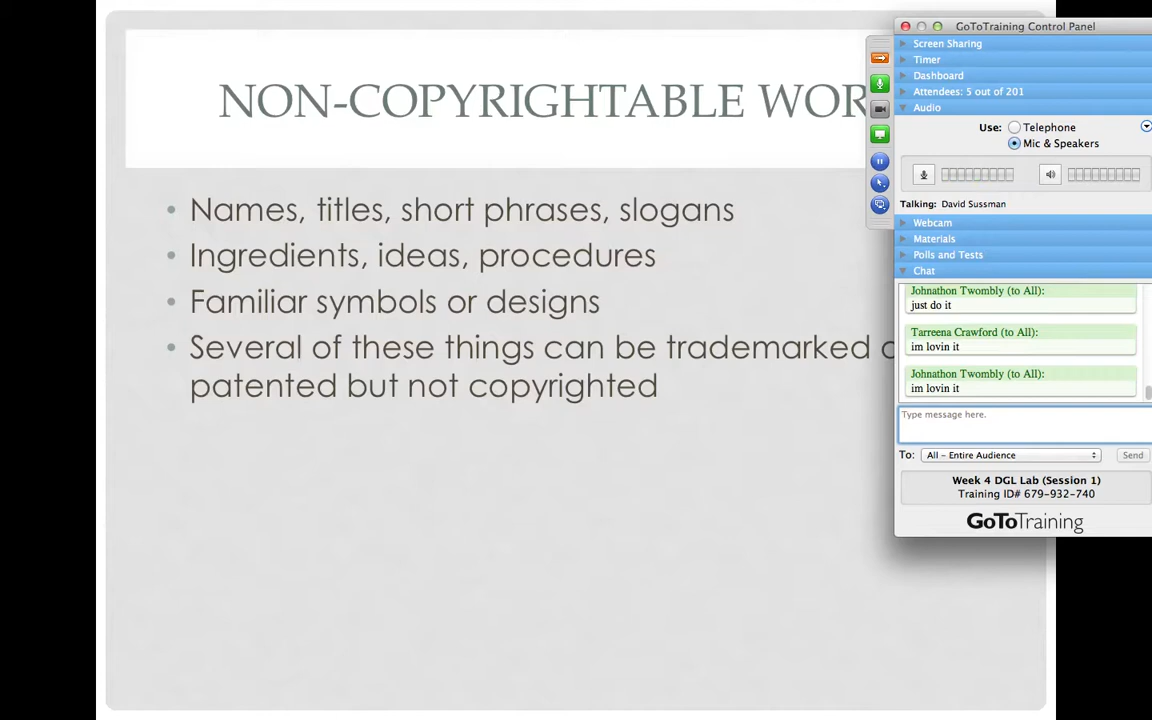 NON-COPYRIGHTABLE
• Names, titles, short phrases, slogans
• Ingredients, ideas, procedures
• Familiar symbols or designs
• Several of these things can be trademarked
patented but not copyrighted
GoToTraining Control Panel
Screen Sharing
Timer
Dashboard
Attendees: 5 out of 201
Audio
Use: Telephone
Mic & Speakers
Talking: David Sussman
Webcam
Materials
Polls and Tests
Chat
Johnathon Twombly (to All):
just do it
Tarreena Crawford (to All):
im lovin it
Johnathon Twombly (to All):
im lovin it
Type message here.
To: All - Entire Audience Send
Week 4 DGL Lab (Session 1)
Training ID# 679-932-740
GoToTraining